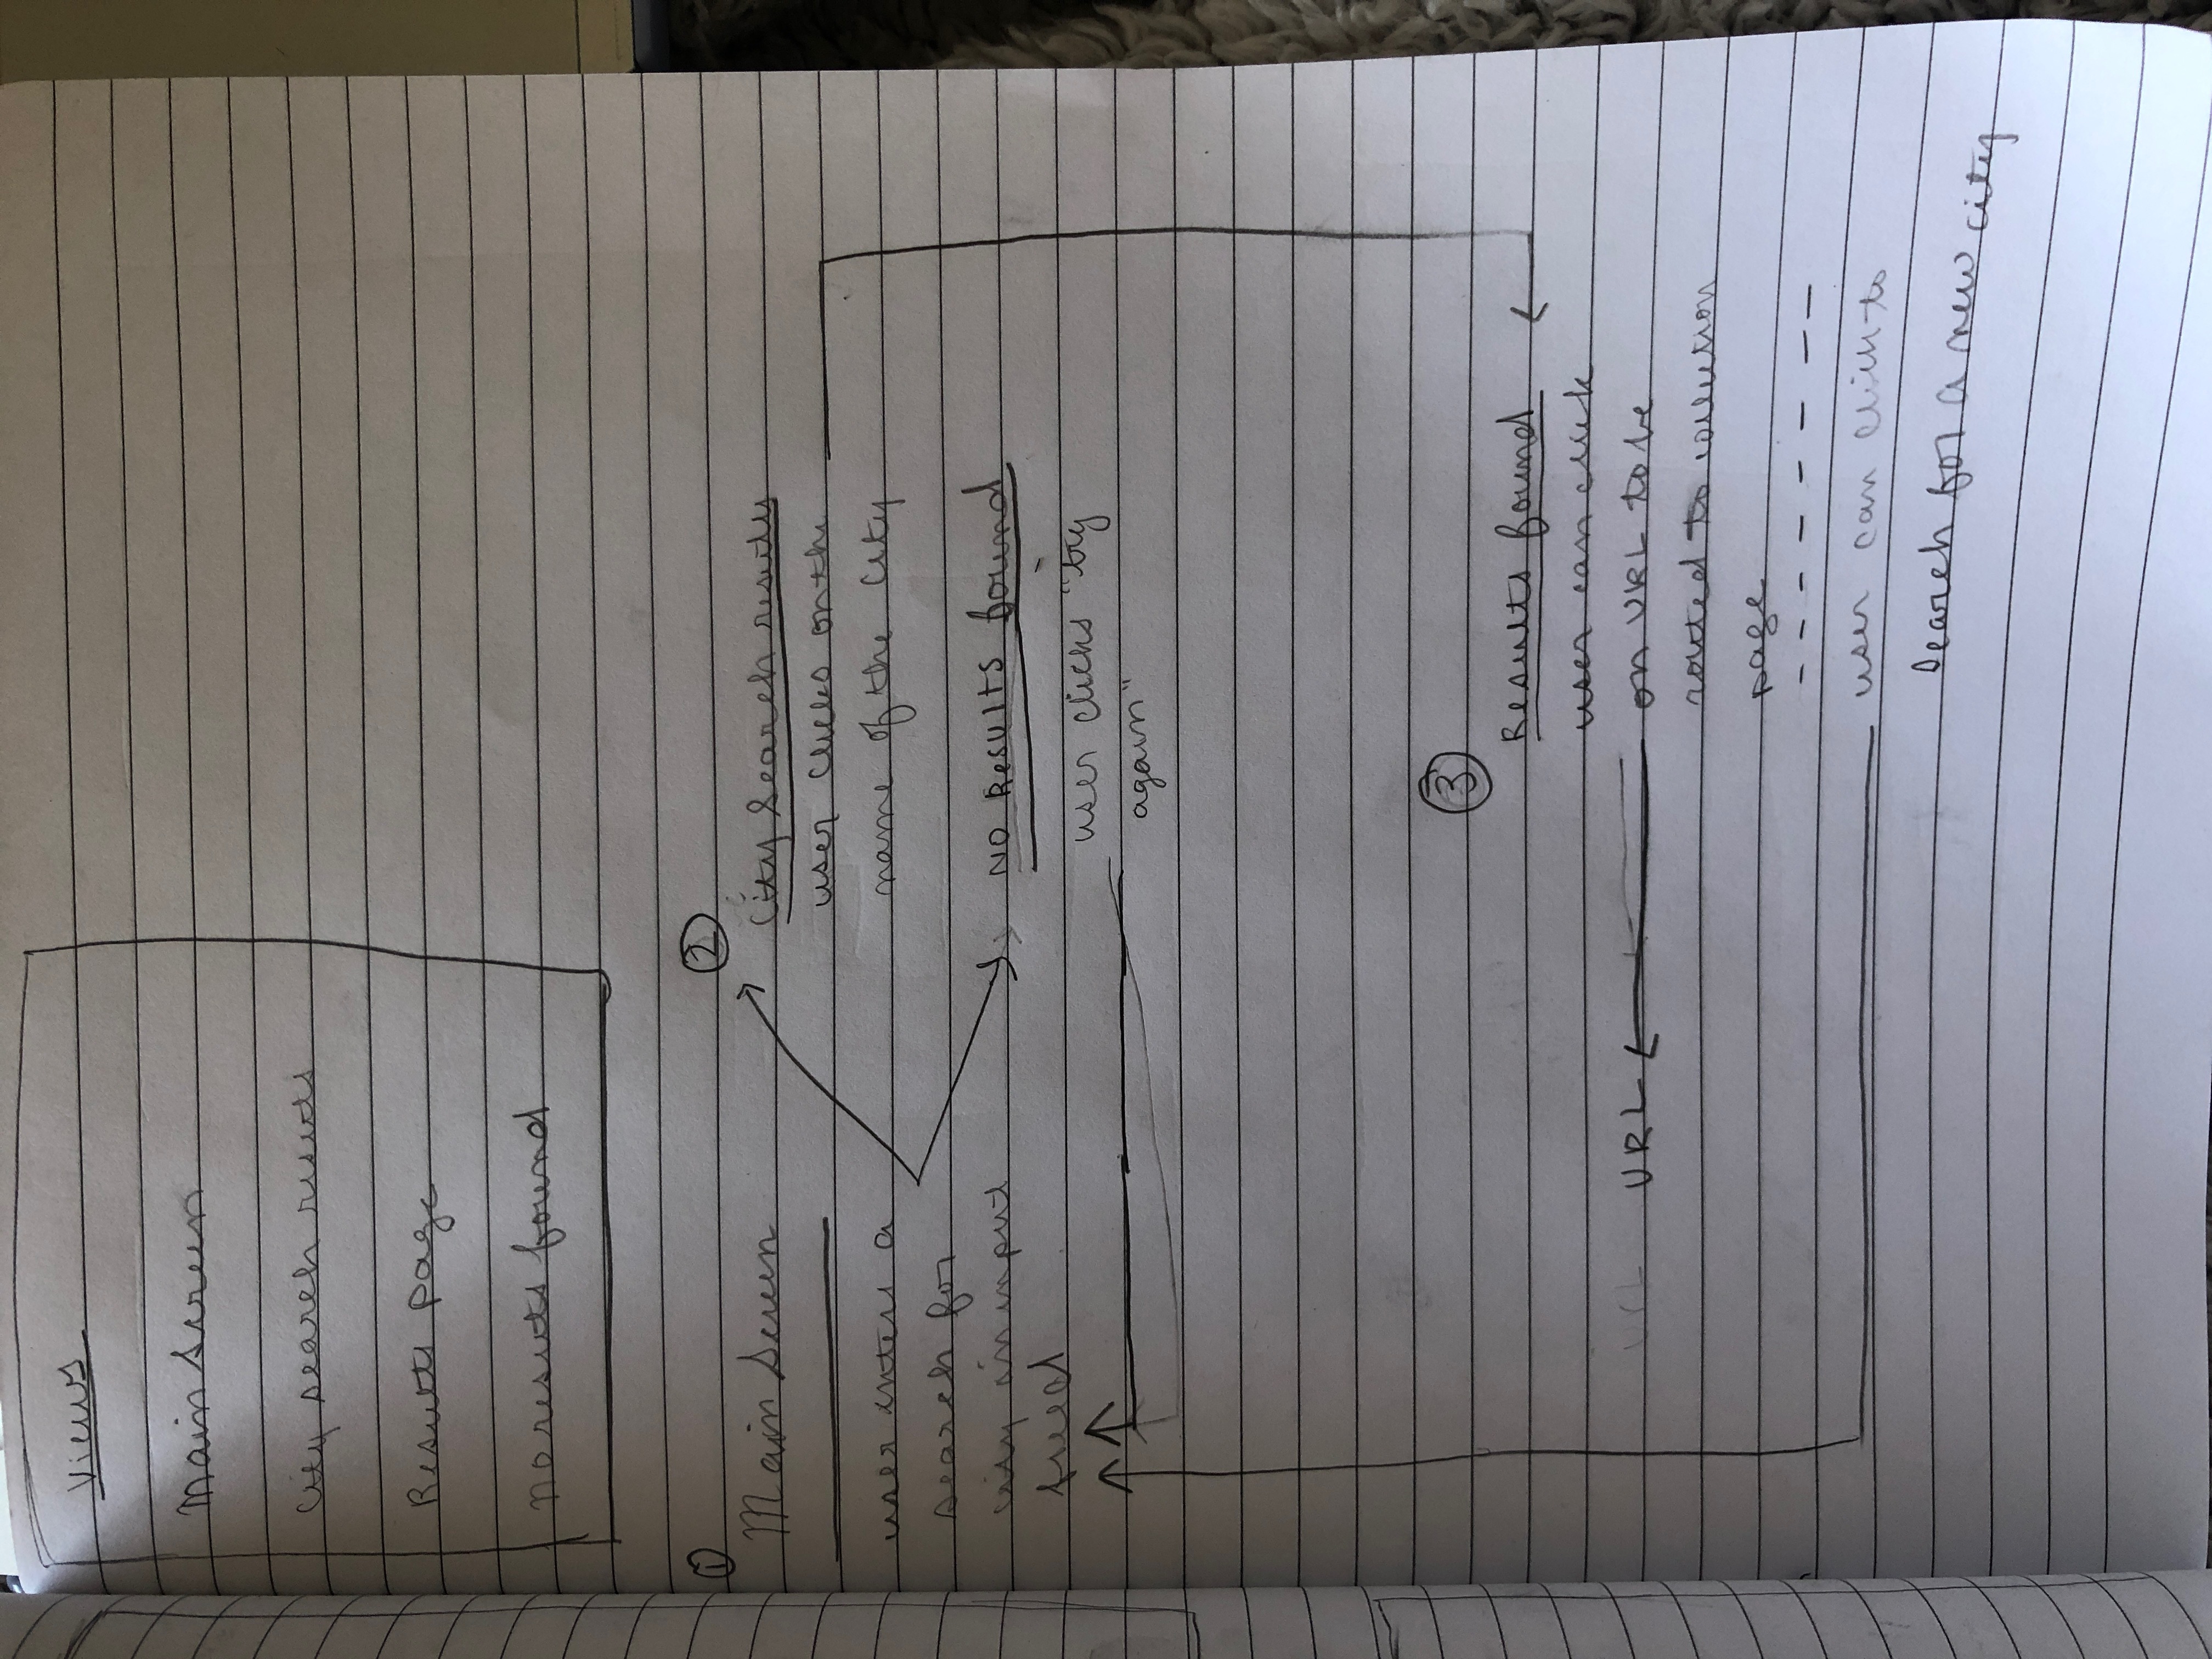 Views
Main Screen
City search results
Results page
no results found
①
Main Screen
user enters a
search for
city in input
field
②
City Search results
user clicks on the
name of the City
NO Results found
user clicks "try
again"
③
Results found
user can click
URL
URL
on URL to be
routed to
page
user can click to
Search for a new city